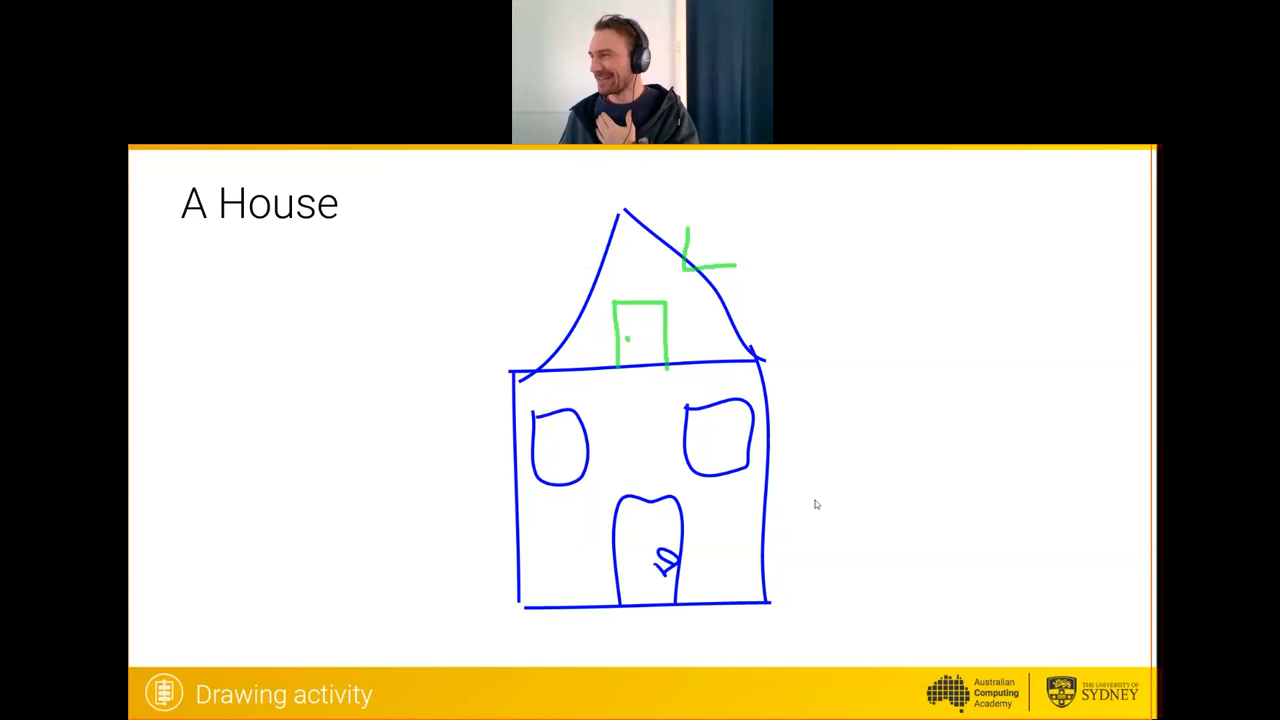 A House
Drawing activity
Australian
Computing
Academy
THE UNIVERSITY OF
SYDNEY